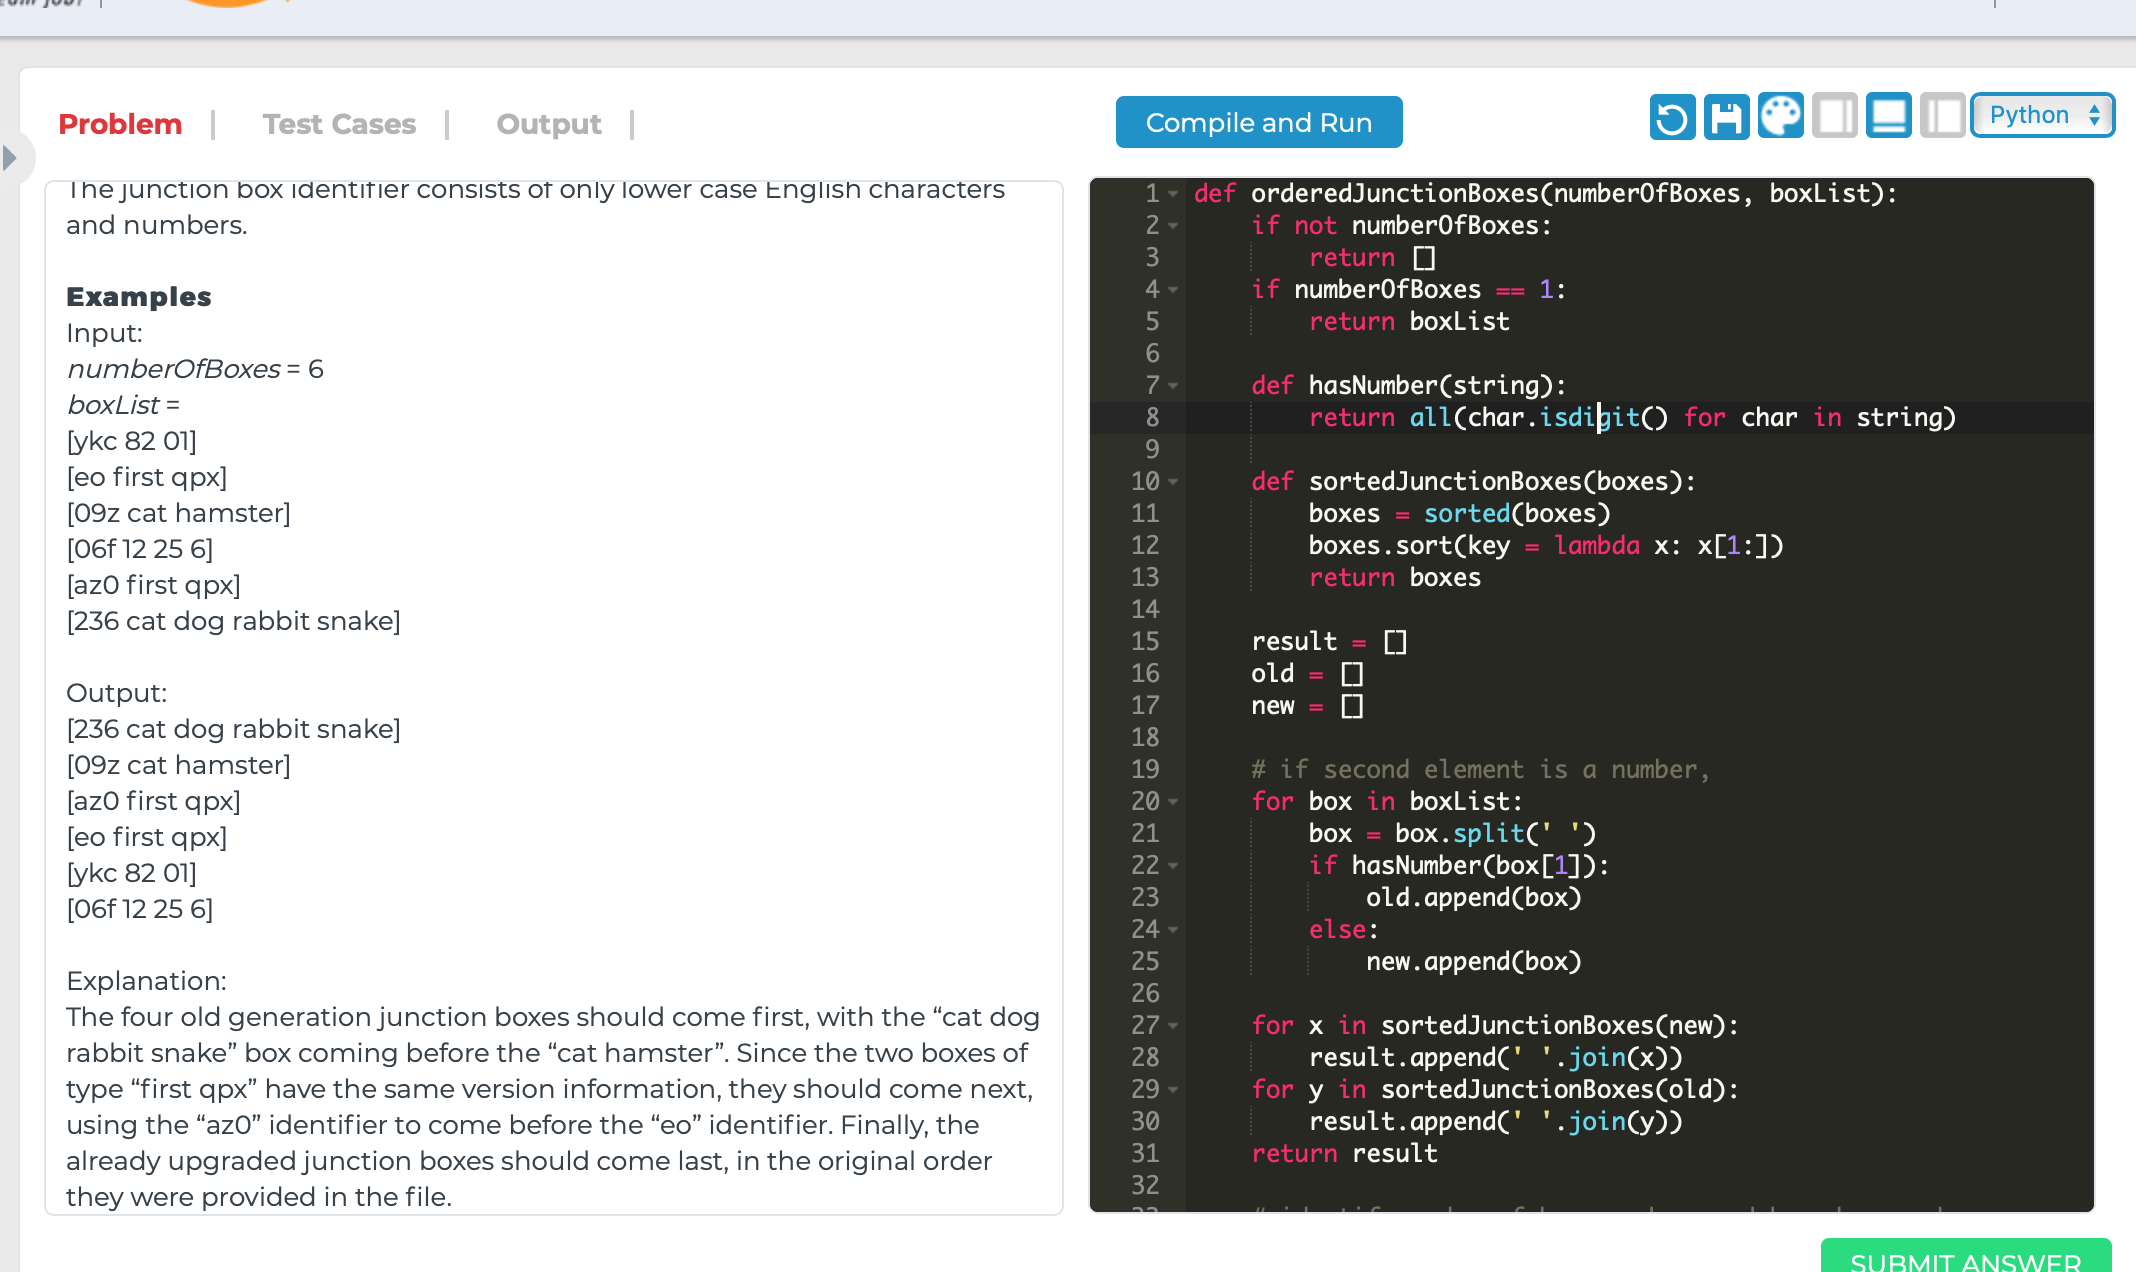 Problem | Test Cases | Output |
Compile and Run
Python
The junction box identifier consists of only lower case English characters
and numbers.
Examples
Input:
numberOfBoxes = 6
boxList =
[ykc 82 01]
[eo first qpx]
[09z cat hamster]
[06f 12 25 6]
[az0 first qpx]
[236 cat dog rabbit snake]
Output:
[236 cat dog rabbit snake]
[09z cat hamster]
[az0 first qpx]
[eo first qpx]
[ykc 82 01]
[06f 12 25 6]
Explanation:
The four old generation junction boxes should come first, with the “cat dog
rabbit snake” box coming before the “cat hamster”. Since the two boxes of
type “first qpx” have the same version information, they should come next,
using the “az0” identifier to come before the “eo” identifier. Finally, the
already upgraded junction boxes should come last, in the original order
they were provided in the file.
1 def orderedJunctionBoxes(numberOfBoxes, boxList):
2     if not numberOfBoxes:
3         return []
4     if numberOfBoxes == 1:
5         return boxList
6
7     def hasNumber(string):
8         return all(char.isdigit() for char in string)
9
10     def sortedJunctionBoxes(boxes):
11         boxes = sorted(boxes)
12         boxes.sort(key = lambda x: x[1:])
13         return boxes
14
15     result = []
16     old = []
17     new = []
18
19     # if second element is a number,
20     for box in boxList:
21         box = box.split(' ')
22         if hasNumber(box[1]):
23             old.append(box)
24         else:
25             new.append(box)
26
27     for x in sortedJunctionBoxes(new):
28         result.append(' '.join(x))
29     for y in sortedJunctionBoxes(old):
30         result.append(' '.join(y))
31     return result
32
SUBMIT ANSWER